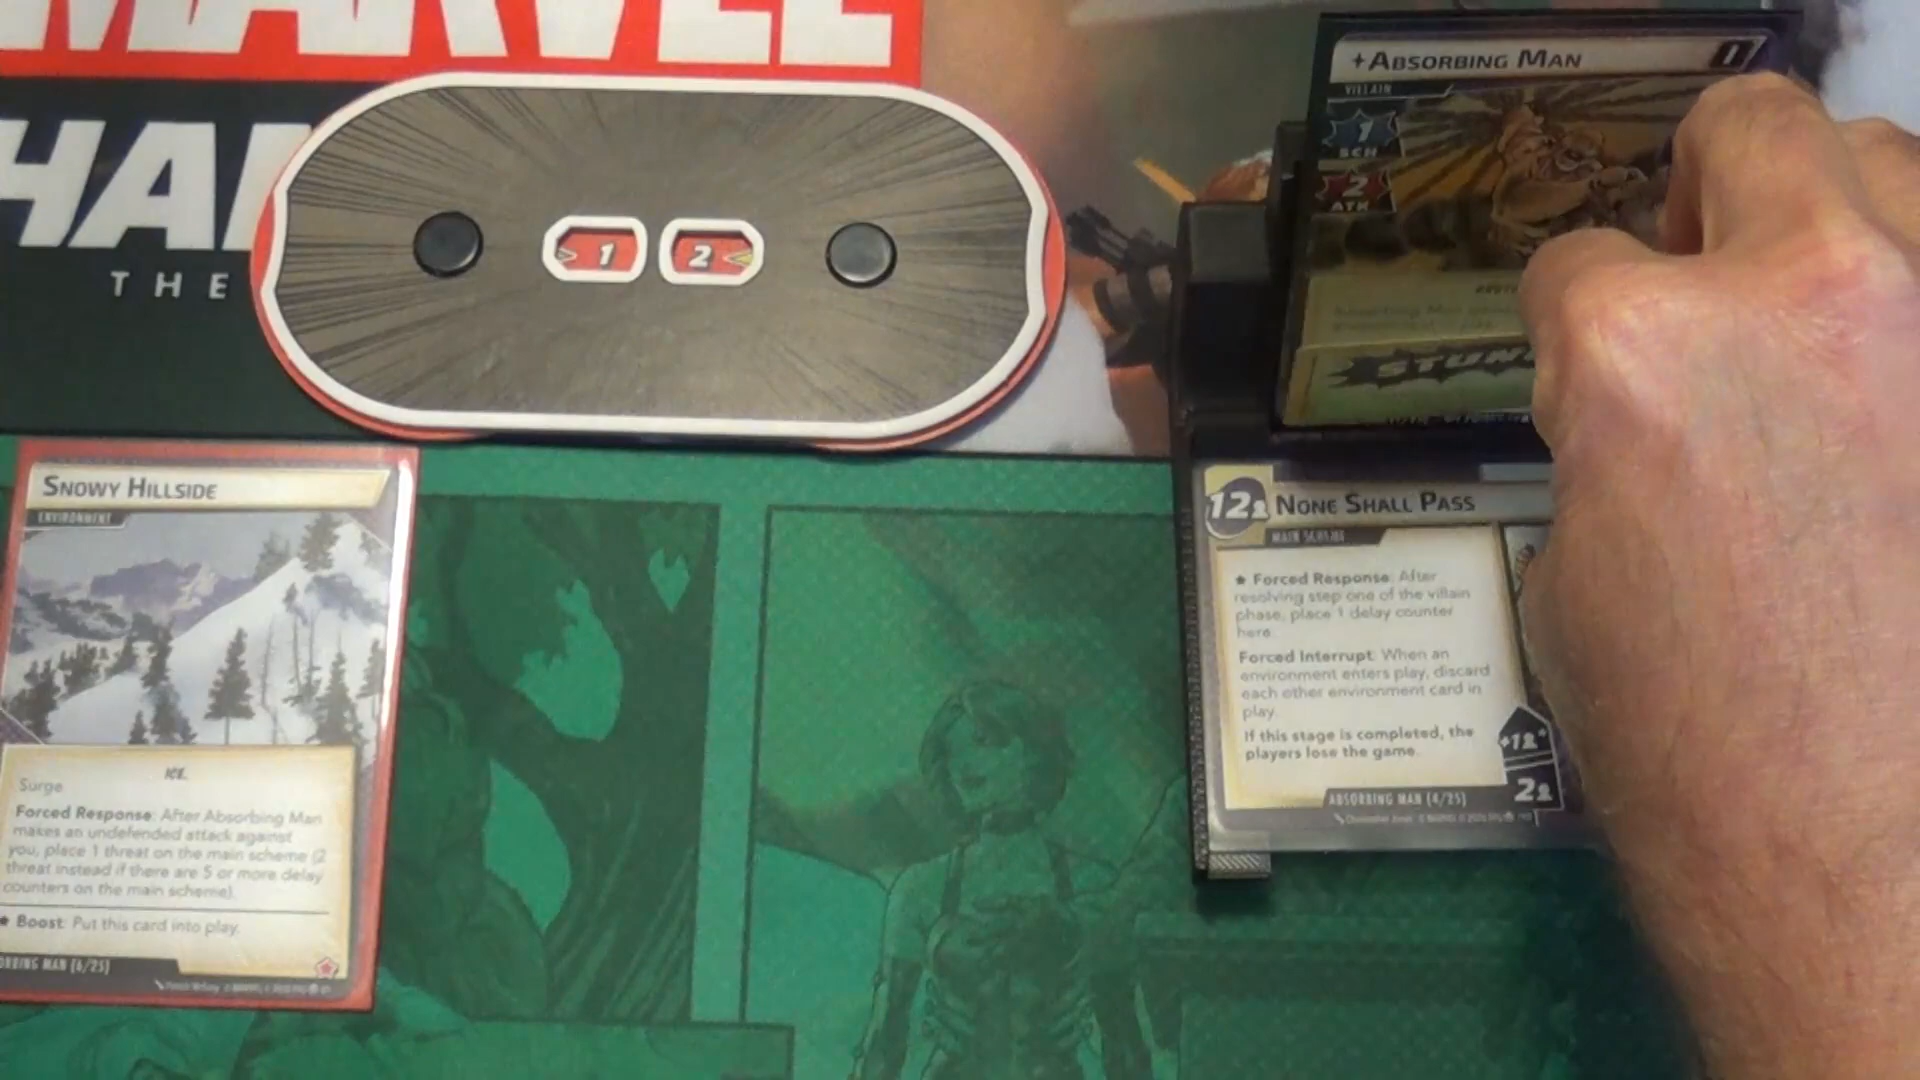 MARVEL
CHA
THE
1 2
+ABSORBING MAN
I
VILLAIN
1
SCH
2
ATK
STUN
SNOWY HILLSIDE
ENVIRONMENT
ICE.
Surge
Forced Response: After Absorbing Man
makes an undefended attack against
you, place 1 threat on the main scheme (2
threat instead if there are 5 or more delay
counters on the main scheme).
★ Boost: Put this card into play.
RBING MAN (6/25)
12
NONE SHALL PASS
MAIN SCHEME
★ Forced Response: After
resolving step one of the villain
phase, place 1 delay counter
here.
Forced Interrupt: When an
environment enters play, discard
each other environment card in
play.
If this stage is completed, the
players lose the game.
+1
2
ABSORBING MAN (4/25)